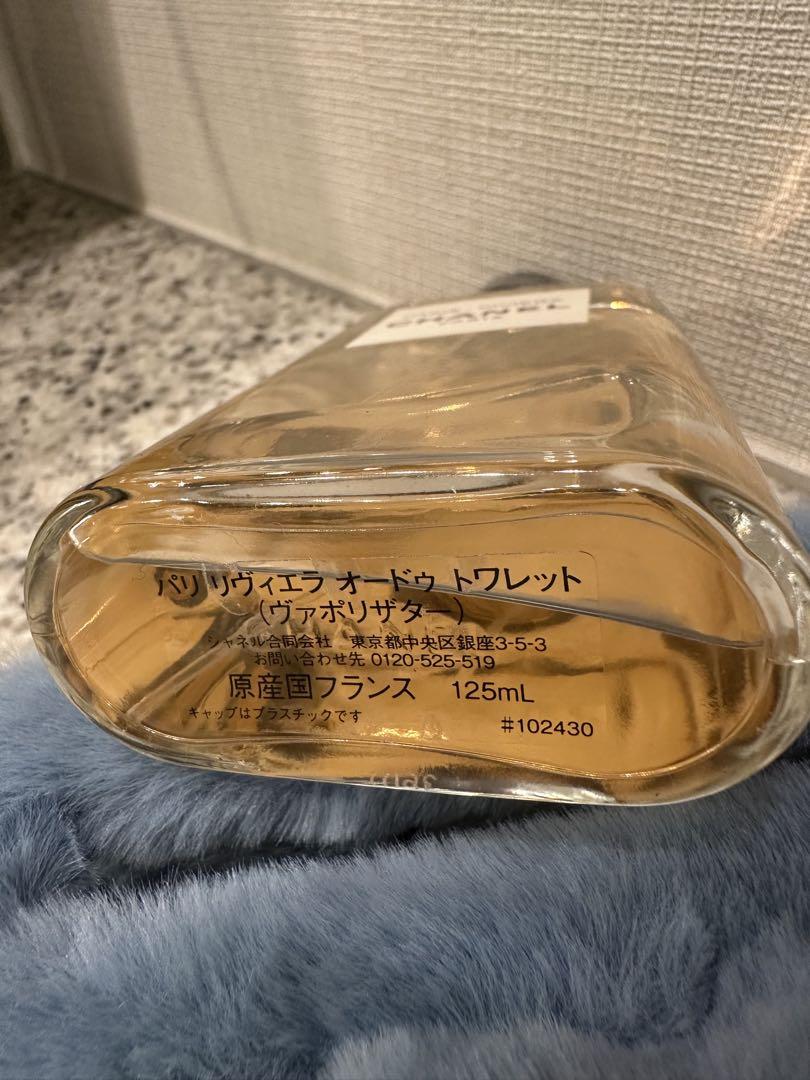 CHANEL
パリ リヴィエラ オードゥ トワレット
（ヴァポリザター）
シャネル合同会社　東京都中央区銀座3-5-3
お問い合わせ先 0120-525-519
原産国フランス　125mL
キャップはプラスチックです
#102430